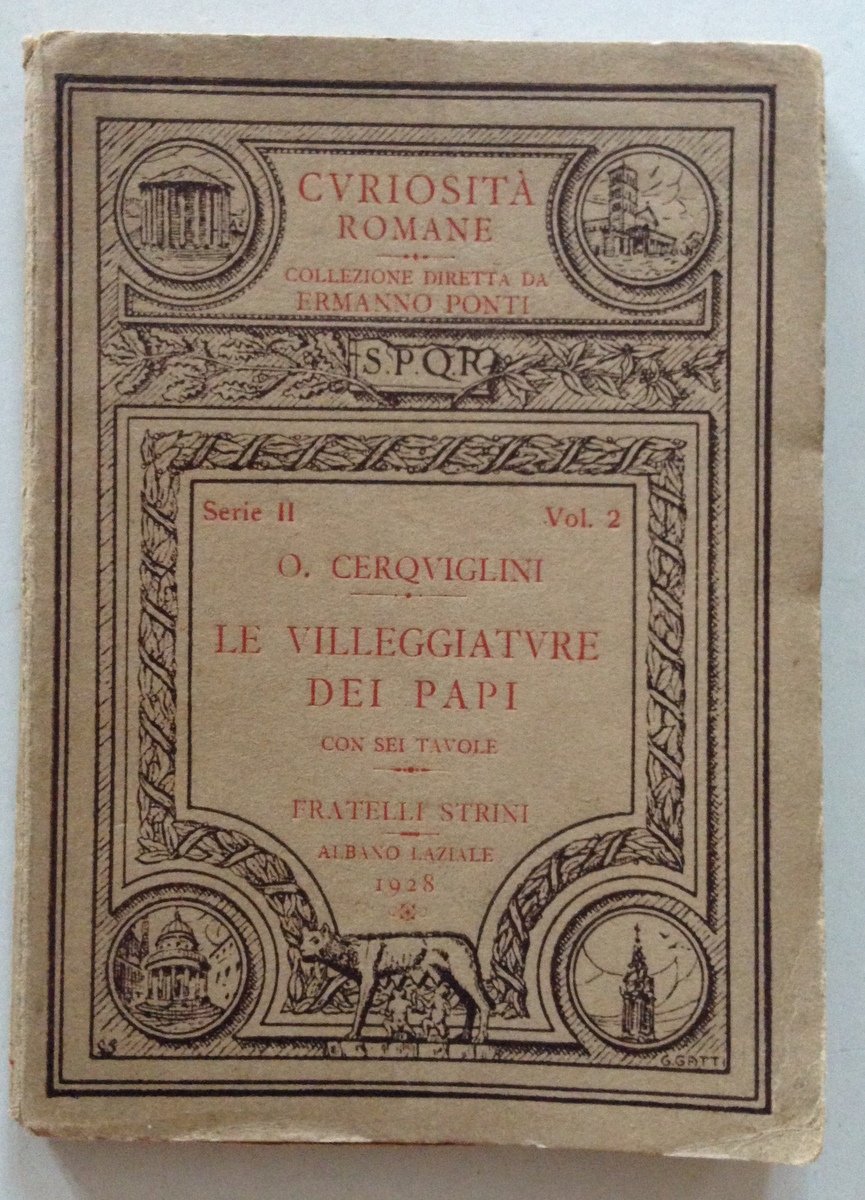 CVRIOSITÀ
ROMANE
COLLEZIONE DIRETTA DA
ERMANNO PONTI
S.P.Q.R
Serie II Vol. 2
O. CERQVIGLINI
LE VILLEGGIATVRE
DEI PAPI
CON SEI TAVOLE
FRATELLI STRINI
ALBANO LAZIALE
1928
G. GATTI